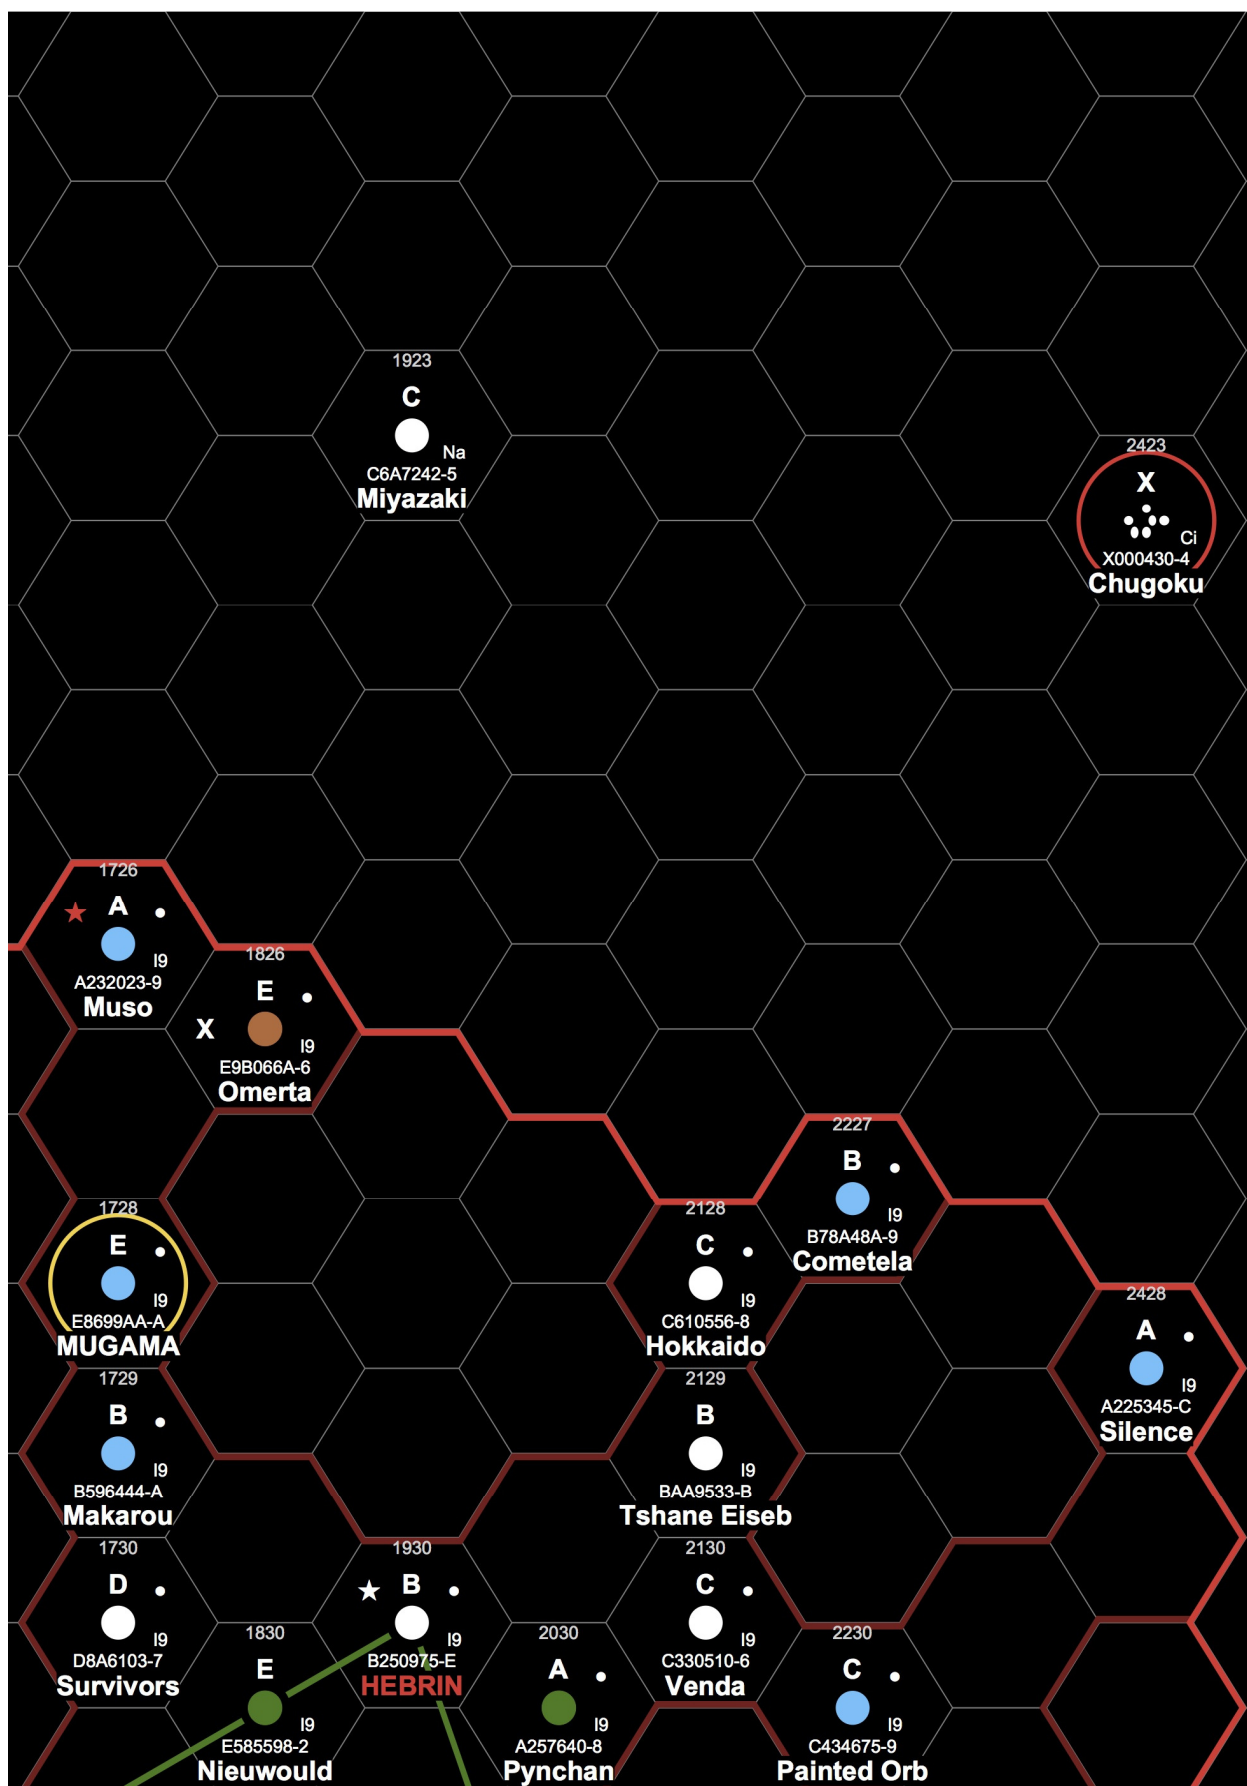 1923
C
Na
C6A7242-5
Miyazaki
2423
X
Ci
X000430-4
Chugoku
1726
A
I9
A232023-9
Muso
1826
E
X
I9
E9B066A-6
Omerta
2227
B
I9
B78A48A-9
Cometela
1728
E
I9
E8699AA-A
MUGAMA
2128
C
I9
C610556-8
Hokkaido
2428
A
I9
A225345-C
Silence
1729
B
I9
B596444-A
Makarou
2129
B
I9
BAA9533-B
Tshane Eiseb
1730
D
I9
D8A6103-7
Survivors
1930
B
I9
B250975-E
HEBRIN
2130
C
I9
C330510-6
Venda
1830
E
I9
E585598-2
Nieuwould
2030
A
I9
A257640-8
Pynchan
2230
C
I9
C434675-9
Painted Orb